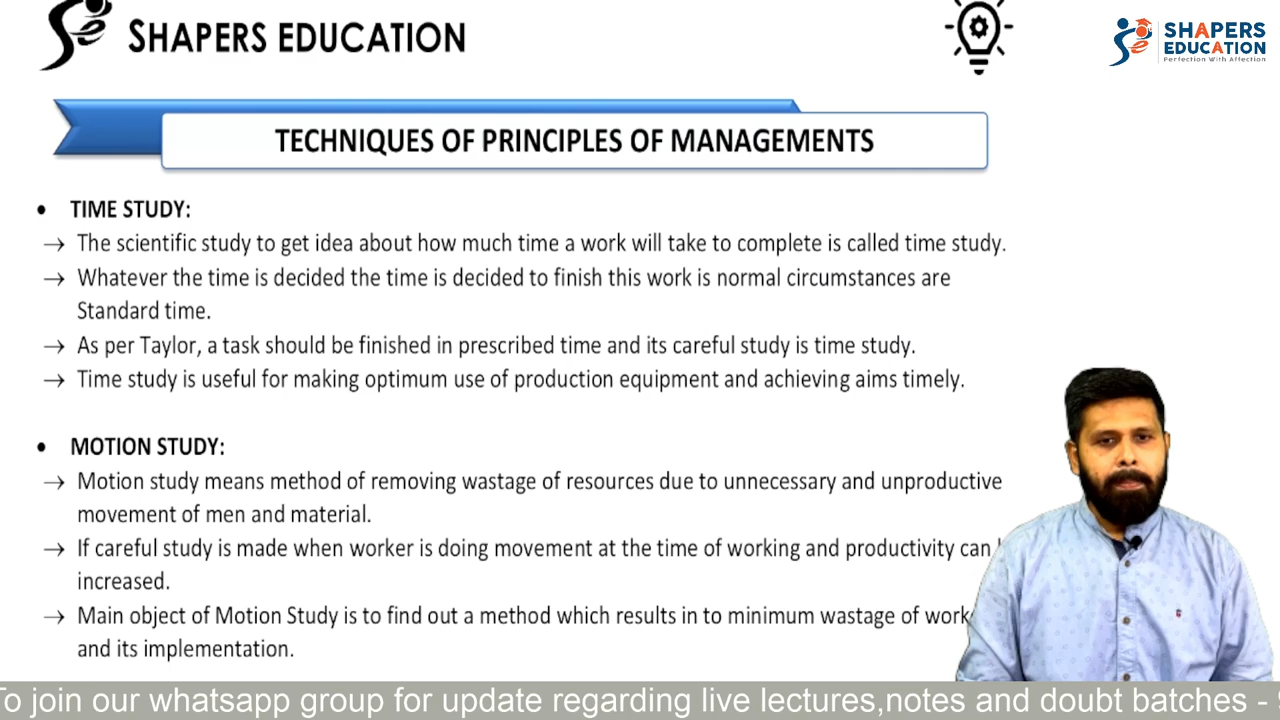 SHAPERS EDUCATION
SHAPERS
EDUCATION
Perfection With Affection
TECHNIQUES OF PRINCIPLES OF MANAGEMENTS
• TIME STUDY:
→ The scientific study to get idea about how much time a work will take to complete is called time study.
→ Whatever the time is decided the time is decided to finish this work is normal circumstances are
Standard time.
→ As per Taylor, a task should be finished in prescribed time and its careful study is time study.
→ Time study is useful for making optimum use of production equipment and achieving aims timely.
• MOTION STUDY:
→ Motion study means method of removing wastage of resources due to unnecessary and unproductive
movement of men and material.
→ If careful study is made when worker is doing movement at the time of working and productivity can
increased.
→ Main object of Motion Study is to find out a method which results in to minimum wastage of work
and its implementation.
To join our whatsapp group for update regarding live lectures,notes and doubt batches -